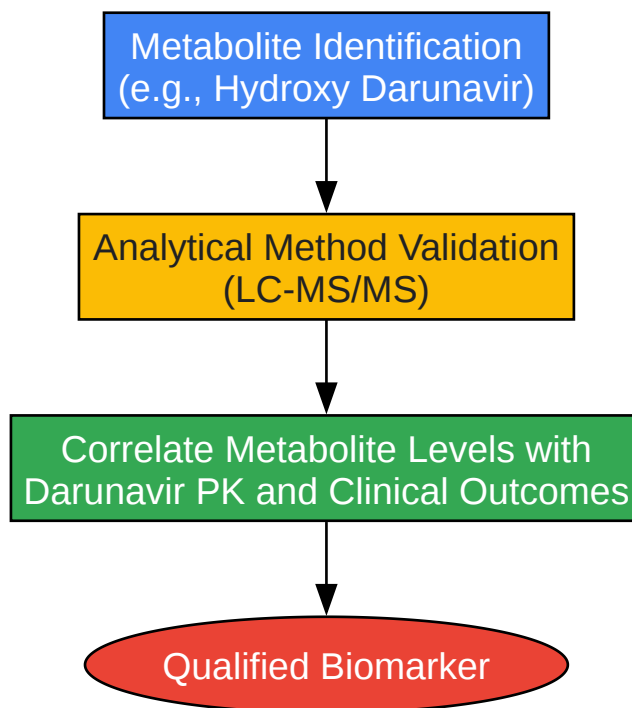 Metabolite Identification
(e.g., Hydroxy Darunavir)
Analytical Method Validation
(LC-MS/MS)
Correlate Metabolite Levels with
Darunavir PK and Clinical Outcomes
Qualified Biomarker